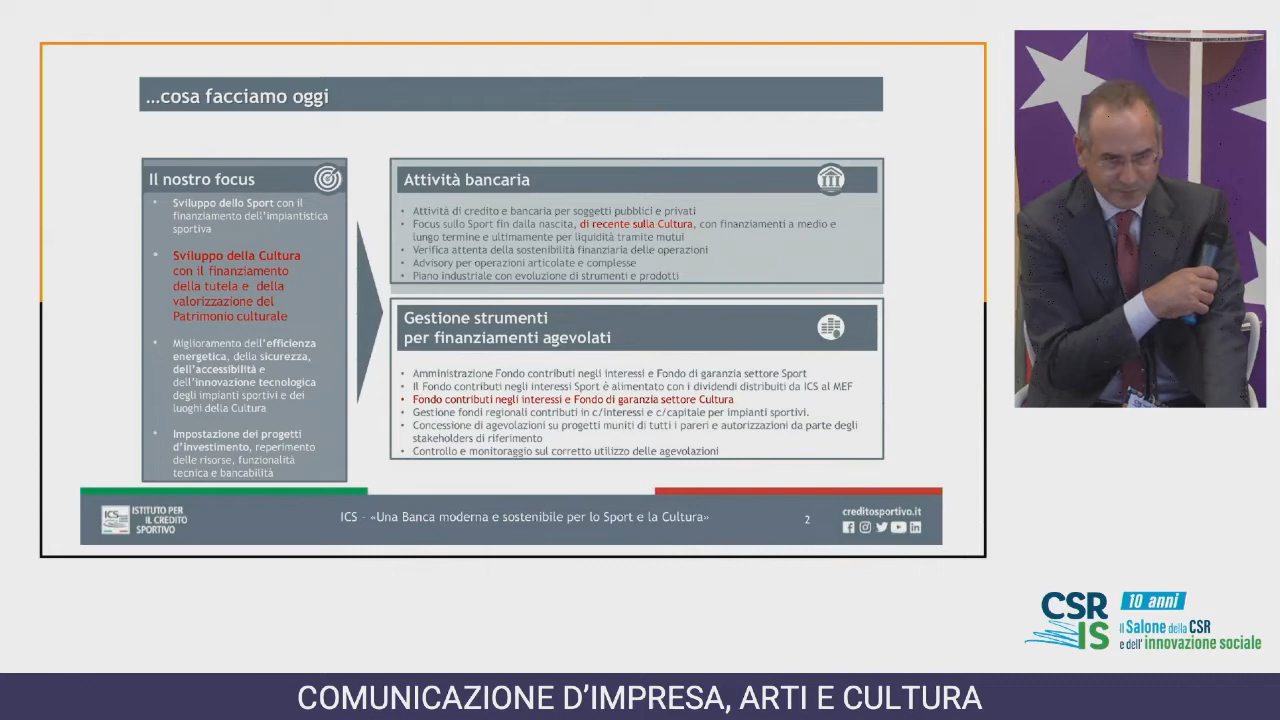 ...cosa facciamo oggi
Il nostro focus
• Sviluppo dello Sport con il
finanziamento dell'impiantistica
sportiva
• Sviluppo della Cultura
con il finanziamento
della tutela e della
valorizzazione del
Patrimonio culturale
• Miglioramento dell'efficienza
energetica, della sicurezza,
dell'accessibilità e
dell'innovazione tecnologica
degli impianti sportivi e dei
luoghi della Cultura
• Impostazione dei progetti
d'investimento, reperimento
delle risorse, funzionalità
tecnica e bancabilità
Attività bancaria
• Attività di credito e bancaria per soggetti pubblici e privati
• Focus sullo Sport fin dalla nascita, di recente sulla Cultura, con finanziamenti a medio e
lungo termine e ultimamente per liquidità tramite mutui
• Verifica attenta della sostenibilità finanziaria delle operazioni
• Advisory per operazioni articolate e complesse
• Piano industriale con evoluzione di strumenti e prodotti
Gestione strumenti
per finanziamenti agevolati
• Amministrazione Fondo contributi negli interessi e Fondo di garanzia settore Sport
• Il Fondo contributi negli interessi Sport è alimentato con i dividendi distribuiti da ICS al MEF
• Fondo contributi negli interessi e Fondo di garanzia settore Cultura
• Gestione fondi regionali contributi in c/interessi e c/capitale per impianti sportivi.
• Concessione di agevolazioni su progetti muniti di tutti i pareri e autorizzazioni da parte degli
stakeholders di riferimento
• Controllo e monitoraggio sul corretto utilizzo delle agevolazioni
ICS
ISTITUTO PER
IL CREDITO
SPORTIVO
ICS - «Una Banca moderna e sostenibile per lo Sport e la Cultura»
2
creditosportivo.it
CSR
IS
10 anni
Il Salone della CSR
e dell'innovazione sociale
COMUNICAZIONE D'IMPRESA, ARTI E CULTURA